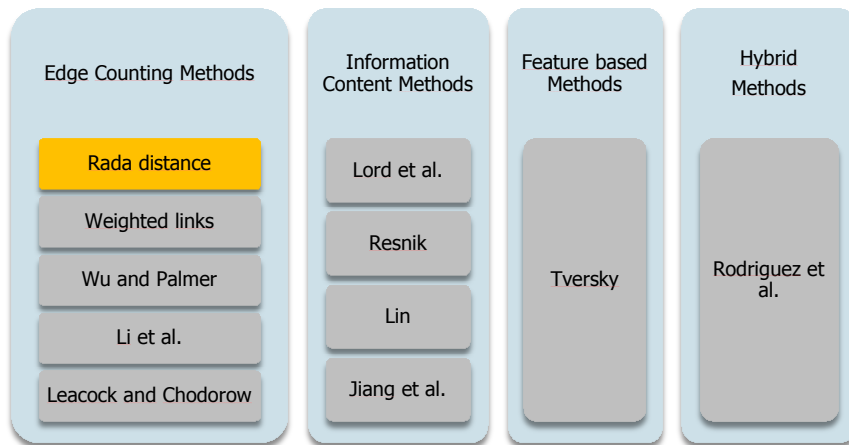 Edge Counting Methods
Rada distance
Weighted links
Wu and Palmer
Li et al.
Leacock and Chodorow
Information
Content Methods
Lord et al.
Resnik
Lin
Jiang et al.
Feature based
Methods
Tversky
Hybrid
Methods
Rodriguez et
al.